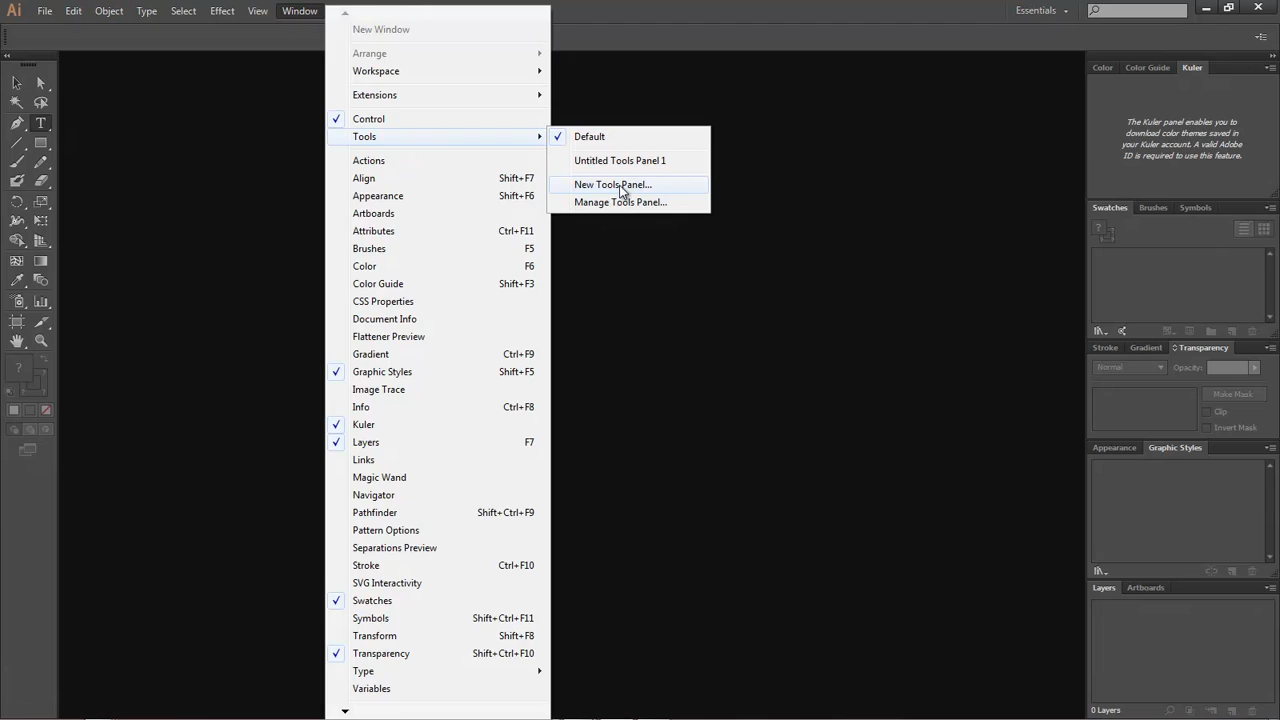 Ai File Edit Object Type Select Effect View Window Essentials
New Window
Arrange
Workspace
Extensions
Control
Tools
Actions
Align Shift+F7
Appearance Shift+F6
Artboards
Attributes Ctrl+F11
Brushes F5
Color F6
Color Guide Shift+F3
CSS Properties
Document Info
Flattener Preview
Gradient Ctrl+F9
Graphic Styles Shift+F5
Image Trace
Info Ctrl+F8
Kuler
Layers F7
Links
Magic Wand
Navigator
Pathfinder Shift+Ctrl+F9
Pattern Options
Separations Preview
Stroke Ctrl+F10
SVG Interactivity
Swatches
Symbols Shift+Ctrl+F11
Transform Shift+F8
Transparency Shift+Ctrl+F10
Type
Variables
Default
Untitled Tools Panel 1
New Tools Panel...
Manage Tools Panel...
Color Color Guide Kuler
The Kuler panel enables you to
download color themes saved in
your Kuler account. A valid Adobe
ID is required to use this feature.
Swatches Brushes Symbols
Stroke Gradient Transparency
Normal Opacity:
Make Mask
Clip
Invert Mask
Appearance Graphic Styles
Layers Artboards
0 Layers